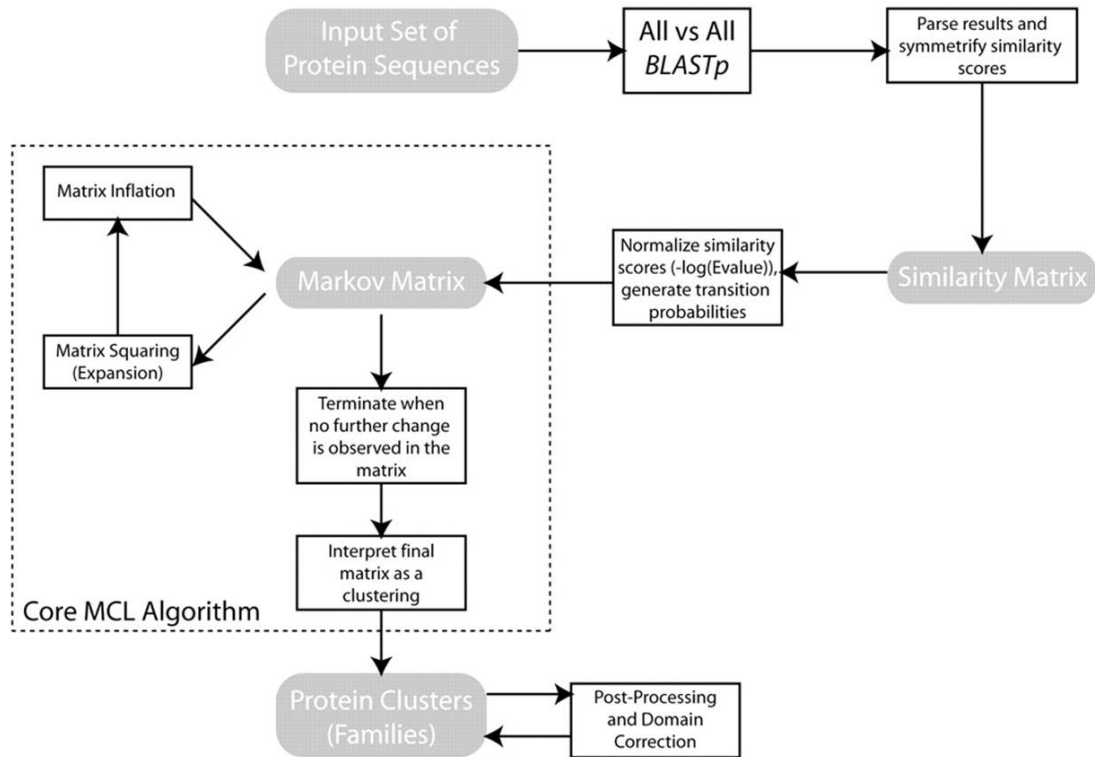 Input Set of
Protein Sequences
All vs All
BLASTp
Parse results and
symmetrify similarity
scores
Matrix Inflation
Markov Matrix
Normalize similarity
scores (-log(Evalue)),
generate transition
probabilities
Similarity Matrix
Matrix Squaring
(Expansion)
Terminate when
no further change
is observed in the
matrix
Interpret final
matrix as a
clustering
Core MCL Algorithm
Protein Clusters
(Families)
Post-Processing
and Domain
Correction